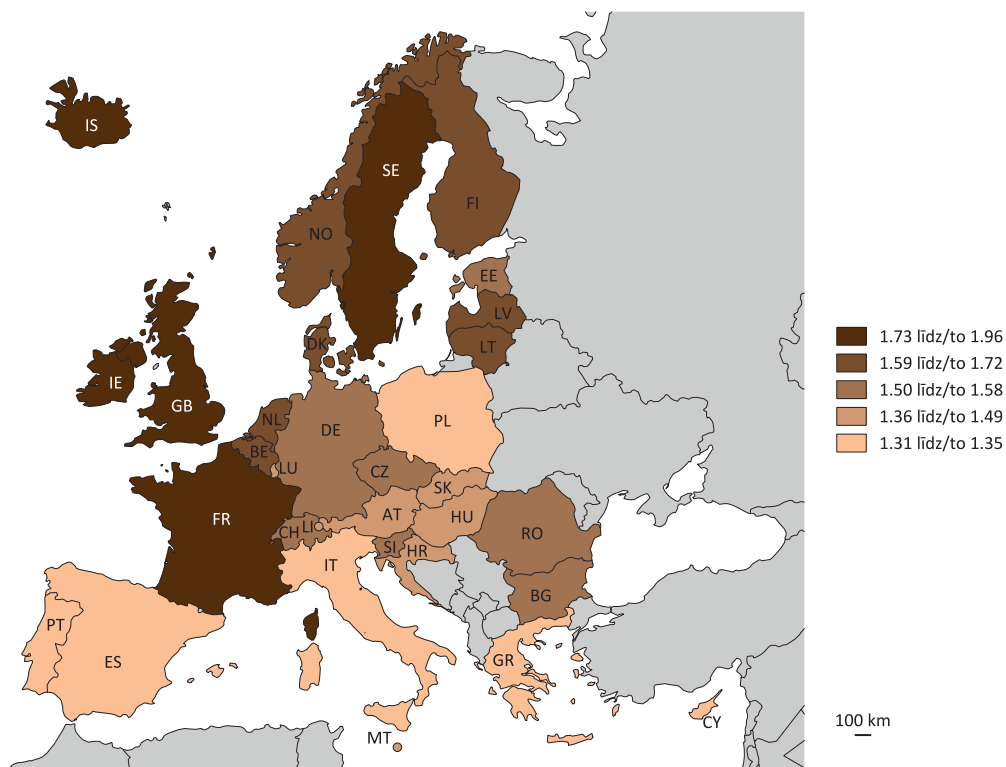 IS
SE
FI
NO
EE
LV
DK
LT
IE
GB
NL
DE
PL
BE
LU
CZ
SK
FR
AT
HU
CH
LI
SI
HR
RO
IT
BG
PT
ES
GR
CY
MT
1.73 līdz/to 1.96
1.59 līdz/to 1.72
1.50 līdz/to 1.58
1.36 līdz/to 1.49
1.31 līdz/to 1.35
100 km